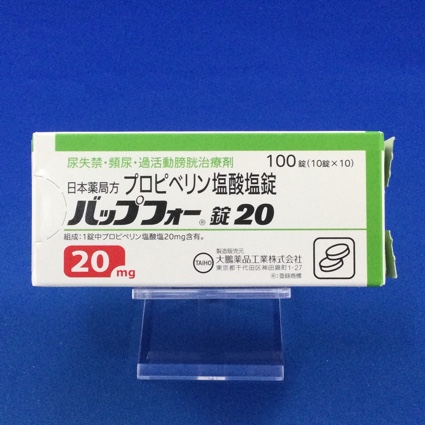 尿失禁・頻尿・過活動膀胱治療剤
100錠(10錠×10)
日本薬局方 プロピベリン塩酸塩錠
バップフォー®錠20
組成:1錠中プロピベリン塩酸塩20mg含有。
20mg
TAIHO
製造販売元
大鵬薬品工業株式会社
東京都千代田区神田錦町1-27
®:登録商標